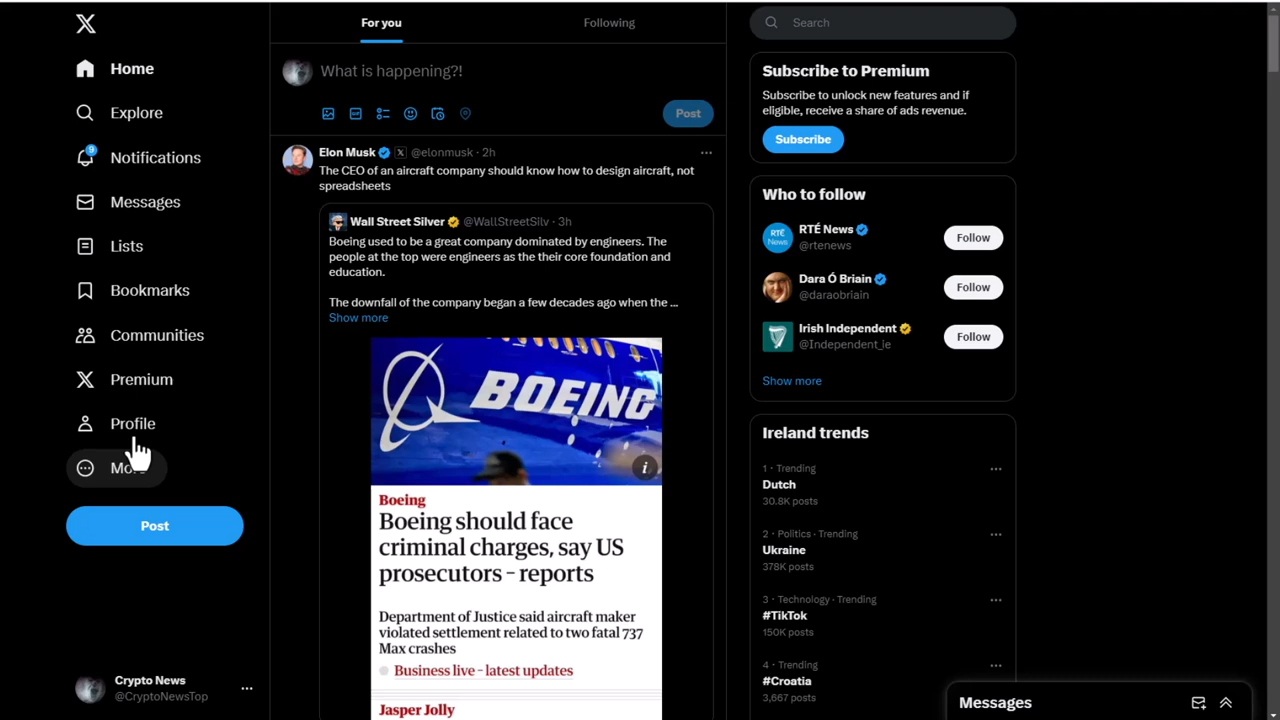 Home
Explore
9
Notifications
Messages
Lists
Bookmarks
Communities
Premium
Profile
Post
Crypto News
@CryptoNewsTop
For you
Following
What is happening?!
GIF
Post
Elon Musk X @elonmusk · 2h
The CEO of an aircraft company should know how to design aircraft, not
spreadsheets
Wall Street Silver @WallStreetSilv · 3h
Boeing used to be a great company dominated by engineers. The
people at the top were engineers as the their core foundation and
education.
The downfall of the company began a few decades ago when the ...
Show more
BOEING
i
Boeing
Boeing should face
criminal charges, say US
prosecutors – reports
Department of Justice said aircraft maker
violated settlement related to two fatal 737
Max crashes
Business live – latest updates
Jasper Jolly
Search
Subscribe to Premium
Subscribe to unlock new features and if
eligible, receive a share of ads revenue.
Subscribe
Who to follow
RTÉ News
@rtenews
Follow
Dara Ó Briain
@daraobriain
Follow
Irish Independent
@Independent_ie
Follow
Show more
Ireland trends
1 · Trending
Dutch
30.8K posts
2 · Politics · Trending
Ukraine
378K posts
3 · Technology · Trending
#TikTok
150K posts
4 · Trending
#Croatia
3,667 posts
Messages